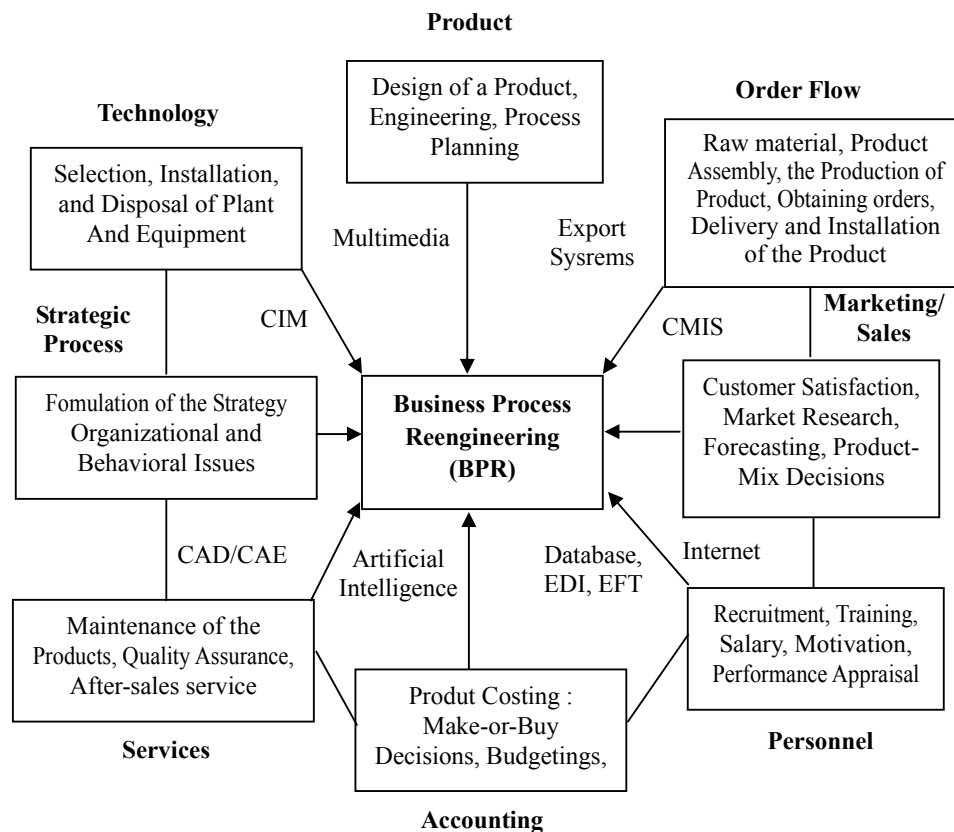 Product
Design of a Product,
Engineering, Process
Planning
Technology
Selection, Installation,
and Disposal of Plant
And Equipment
Order Flow
Raw material, Product
Assembly, the Production of
Product, Obtaining orders,
Delivery and Installation
of the Product
Multimedia
Export
Sysrems
CIM
CMIS
Strategic
Process
Fomulation of the Strategy
Organizational and
Behavioral Issues
Business Process
Reengineering
(BPR)
Marketing/
Sales
Customer Satisfaction,
Market Research,
Forecasting, Product-
Mix Decisions
CAD/CAE
Artificial
Intelligence
Database,
EDI, EFT
Internet
Maintenance of the
Products, Quality Assurance,
After-sales service
Services
Produt Costing :
Make-or-Buy
Decisions, Budgetings,
Accounting
Recruitment, Training,
Salary, Motivation,
Performance Appraisal
Personnel